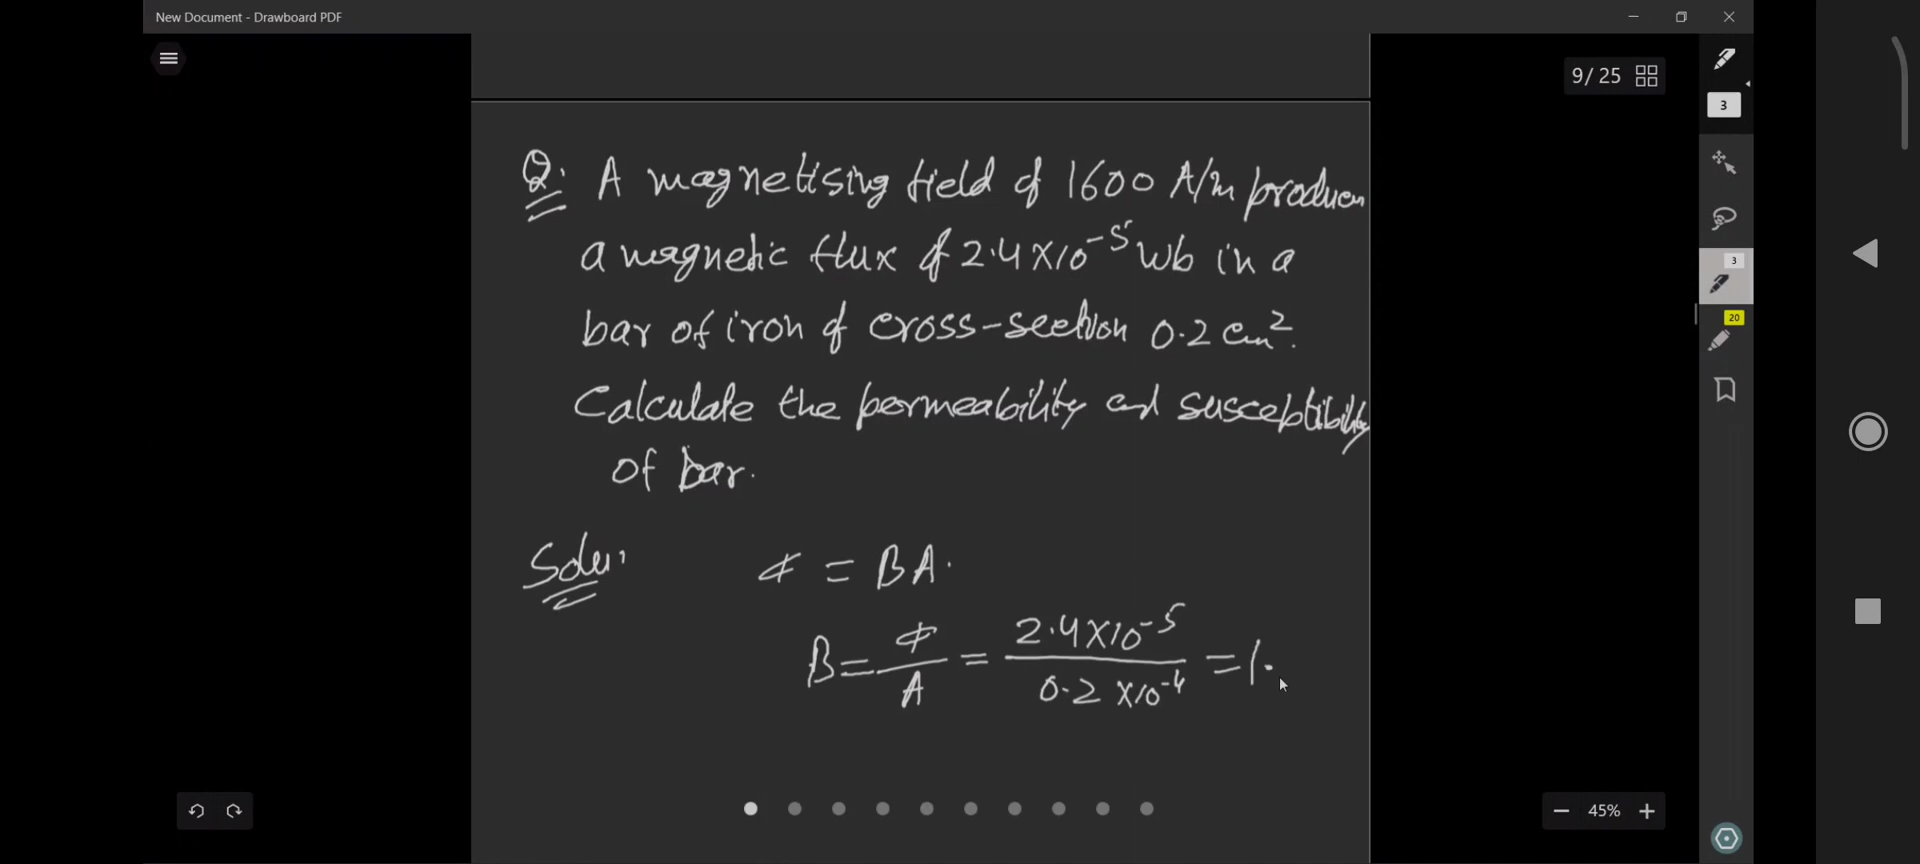 New Document - Drawboard PDF
9/ 25
3
Q. A magnetising field of 1600 A/m produces
a magnetic flux of 2.4 X 10⁻⁵ Wb in a
bar of iron of cross-section 0.2 cm².
Calculate the permeability and susceptibility
of bar.
Soln:
ϕ = BA.
B = ϕ/A = 2.4 X 10⁻⁵ / 0.2 X 10⁻⁴ = 1.
3
20
45%